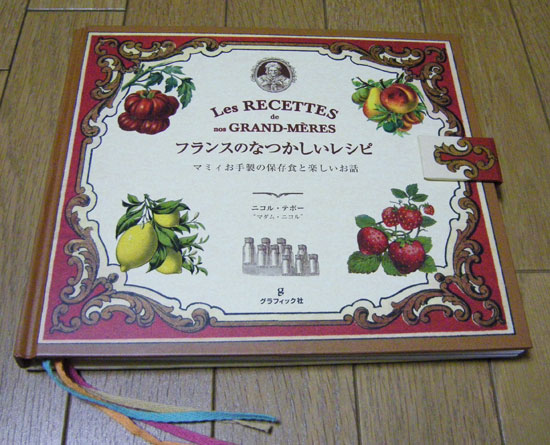 Les RECETTES
de
nos GRAND-MÈRES
フランスのなつかしいレシピ
マミィお手製の保存食と楽しいお話
ニコル・テボー
"マダム・ニコル"
g
グラフィック社